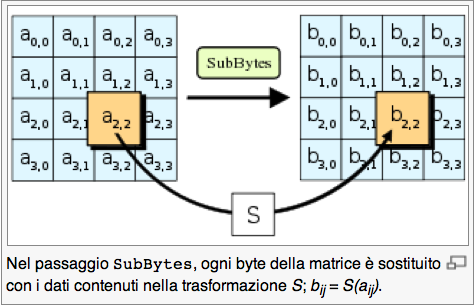 a0,0 a0,1 a0,2 a0,3 SubBytes b0,0 b0,1 b0,2 b0,3
a1,0 a1,1 a1,2 a1,3 b1,0 b1,1 b1,2 b1,3
a2,0 a2,1 a2,2 a2,3 b2,0 b2,1 b2,2 b2,3
a3,0 a3,1 a3,2 a3,3 b3,0 b3,1 b3,2 b3,3
S
Nel passaggio SubBytes, ogni byte della matrice è sostituito
con i dati contenuti nella trasformazione S; bij = S(aij).